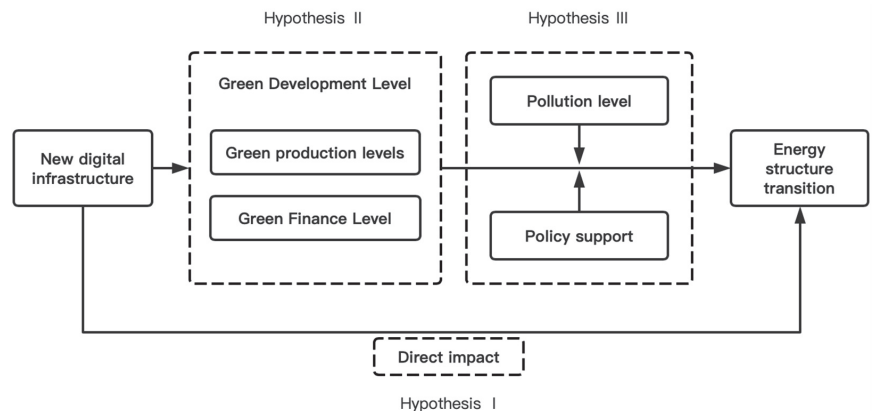 Hypothesis II
Hypothesis III
Green Development Level
Pollution level
New digital
infrastructure
Green production levels
Energy
structure
transition
Green Finance Level
Policy support
Direct impact
Hypothesis I